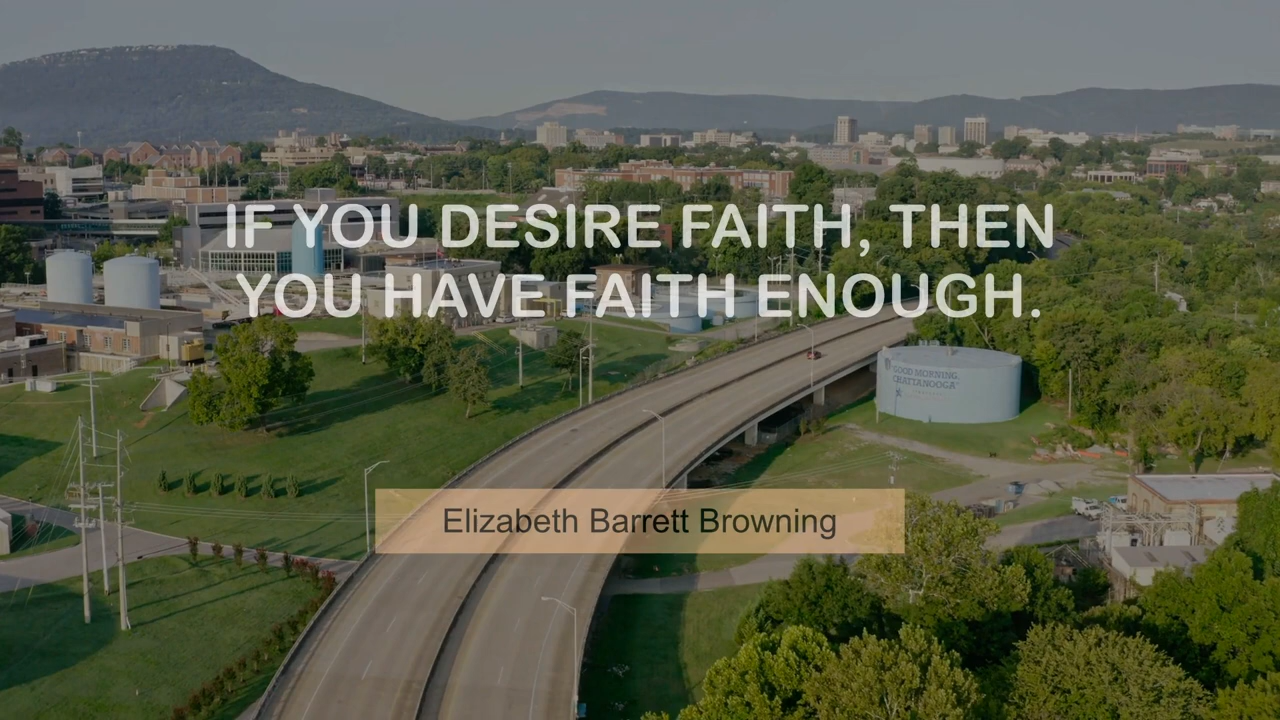 IF YOU DESIRE FAITH, THEN
YOU HAVE FAITH ENOUGH.
GOOD MORNING,
CHATTANOOGA
Elizabeth Barrett Browning